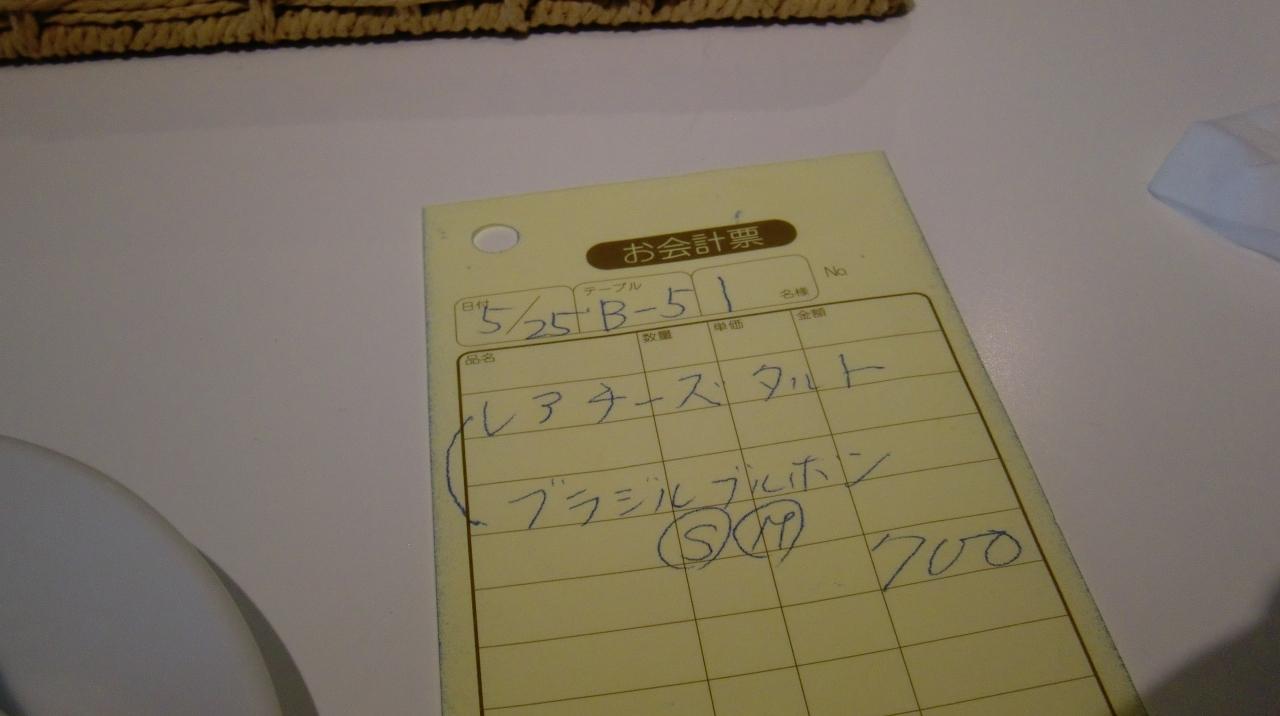 お会計票
日付 テーブル 名様 No.
5/25 B-5 1
品名 数量 単価 金額
レアチーズタルト
ブラジルブルボン
S M
700